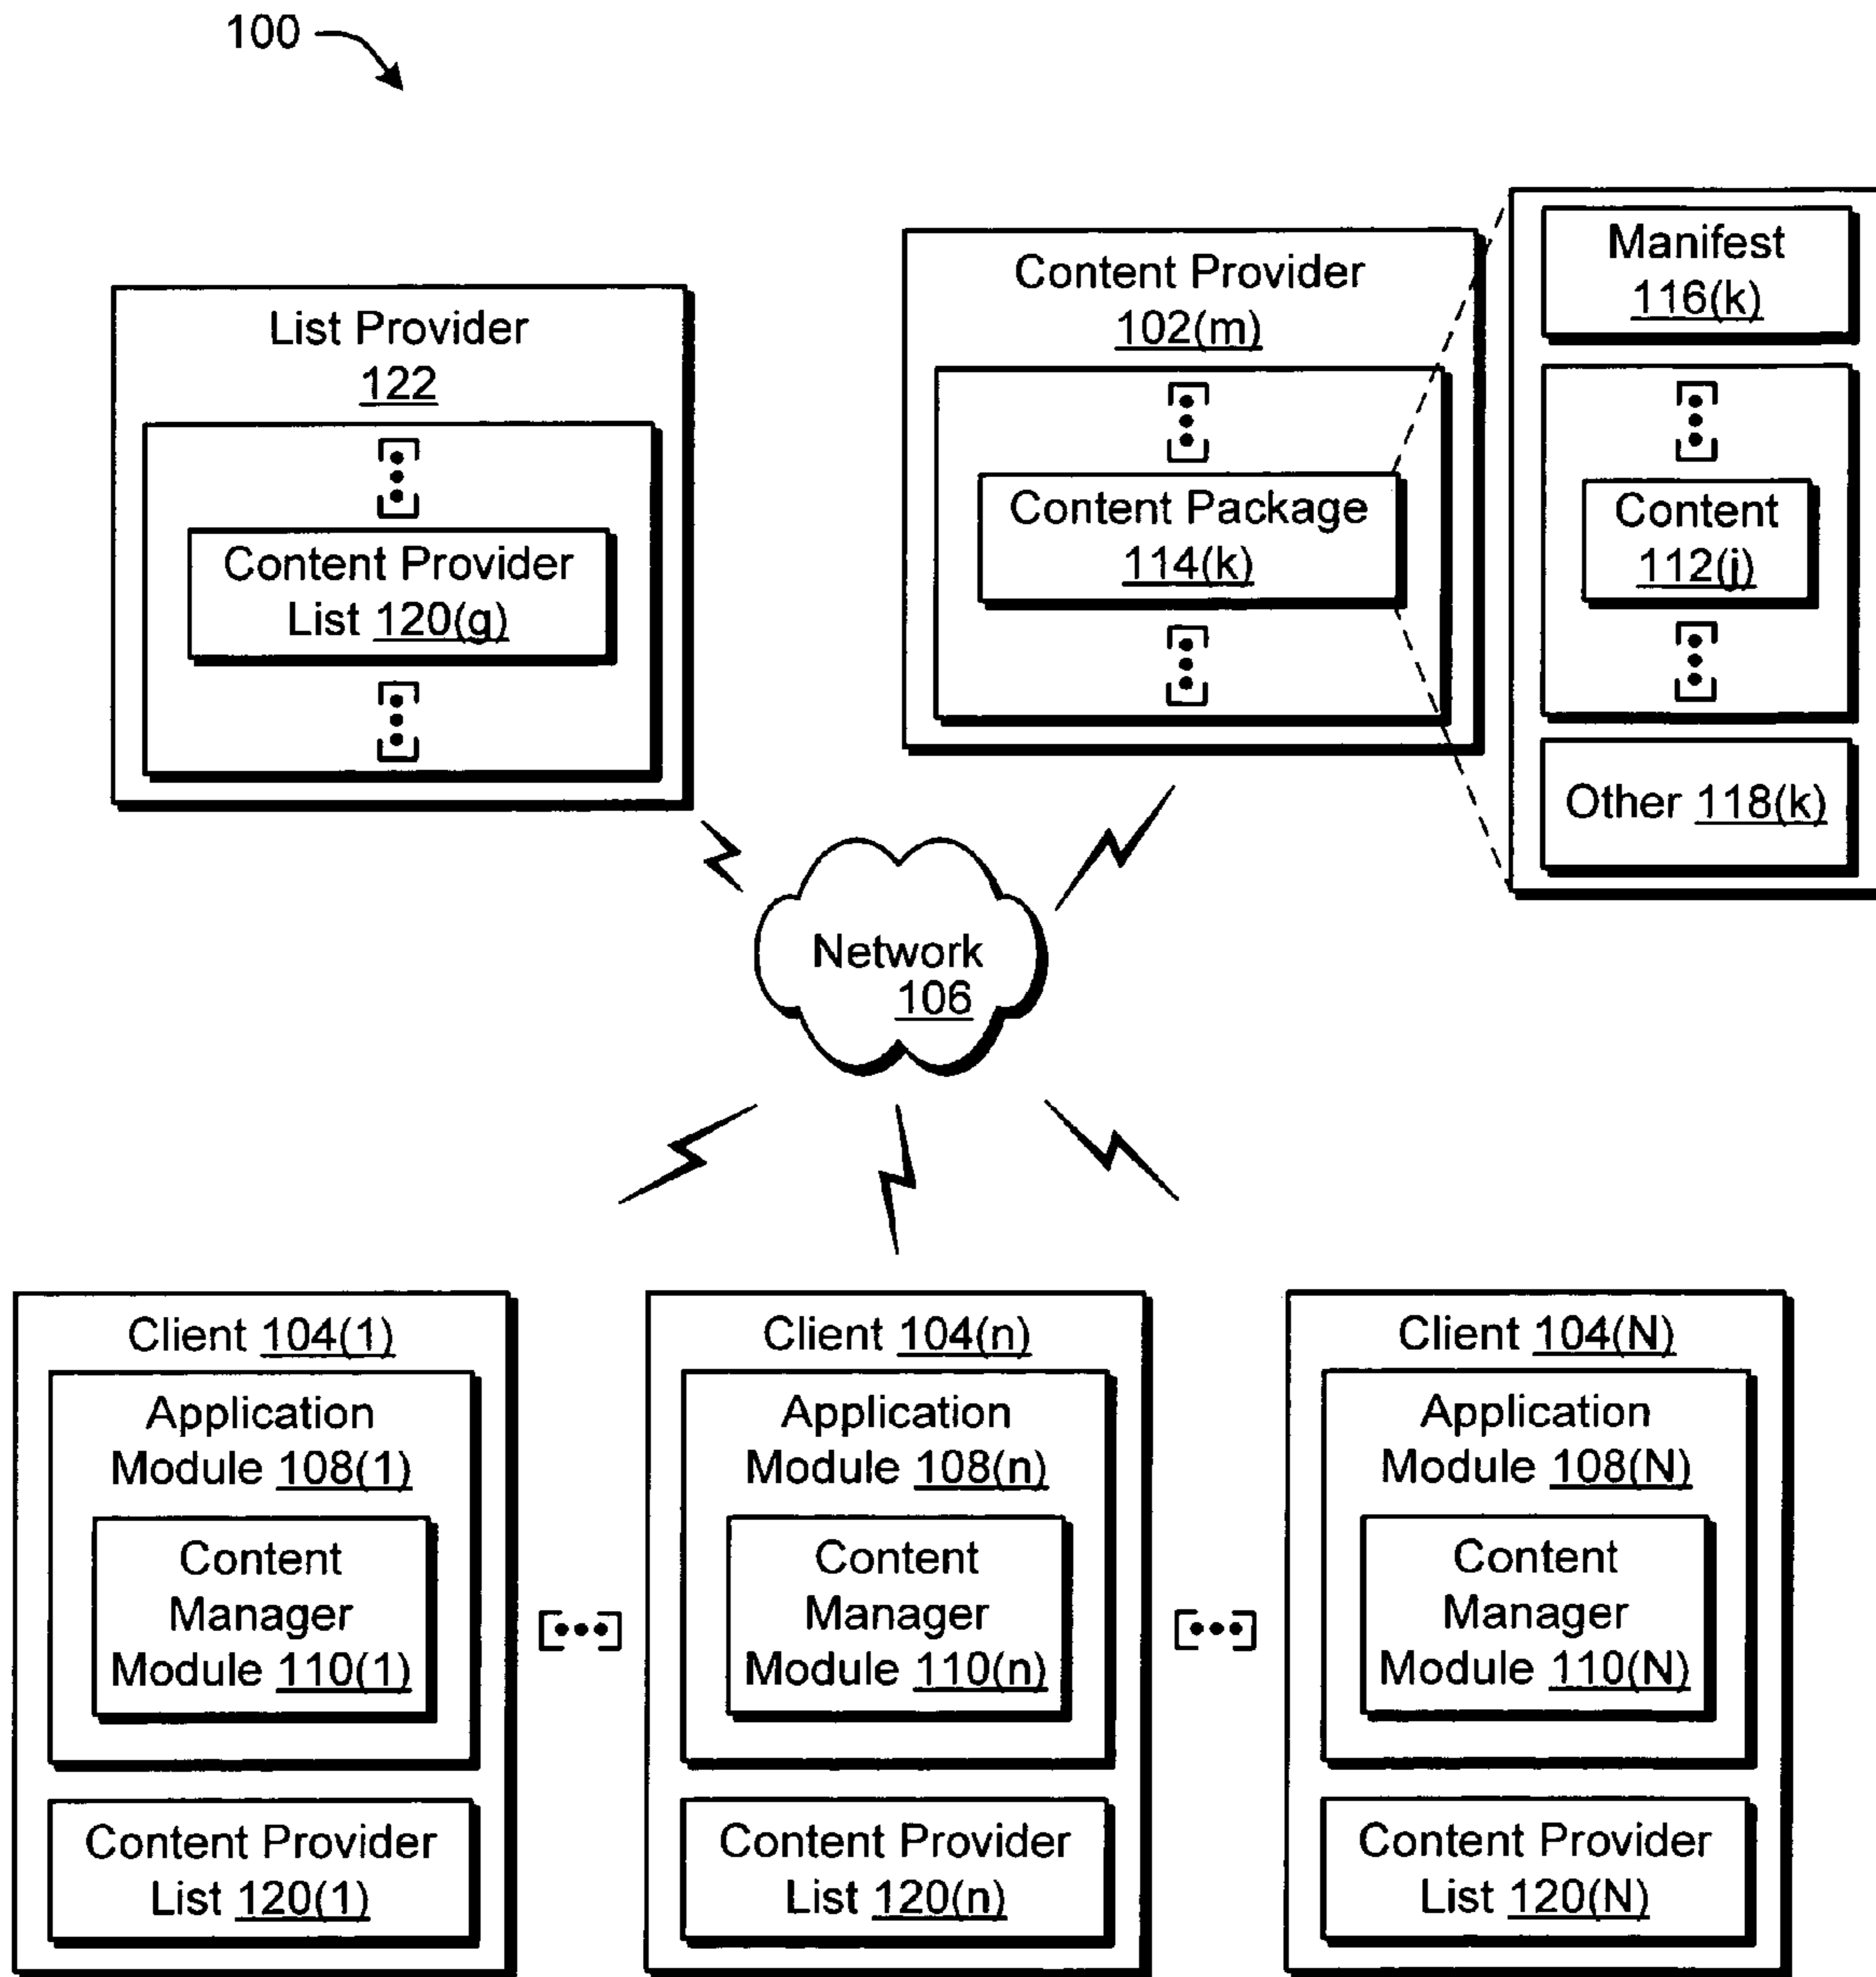 100
List Provider
122
Content Provider
List 120(g)
Content Provider
102(m)
Content Package
114(k)
Manifest
116(k)
Content
112(j)
Other 118(k)
Network
106
Client 104(1)
Application
Module 108(1)
Content
Manager
Module 110(1)
Content Provider
List 120(1)
Client 104(n)
Application
Module 108(n)
Content
Manager
Module 110(n)
Content Provider
List 120(n)
Client 104(N)
Application
Module 108(N)
Content
Manager
Module 110(N)
Content Provider
List 120(N)